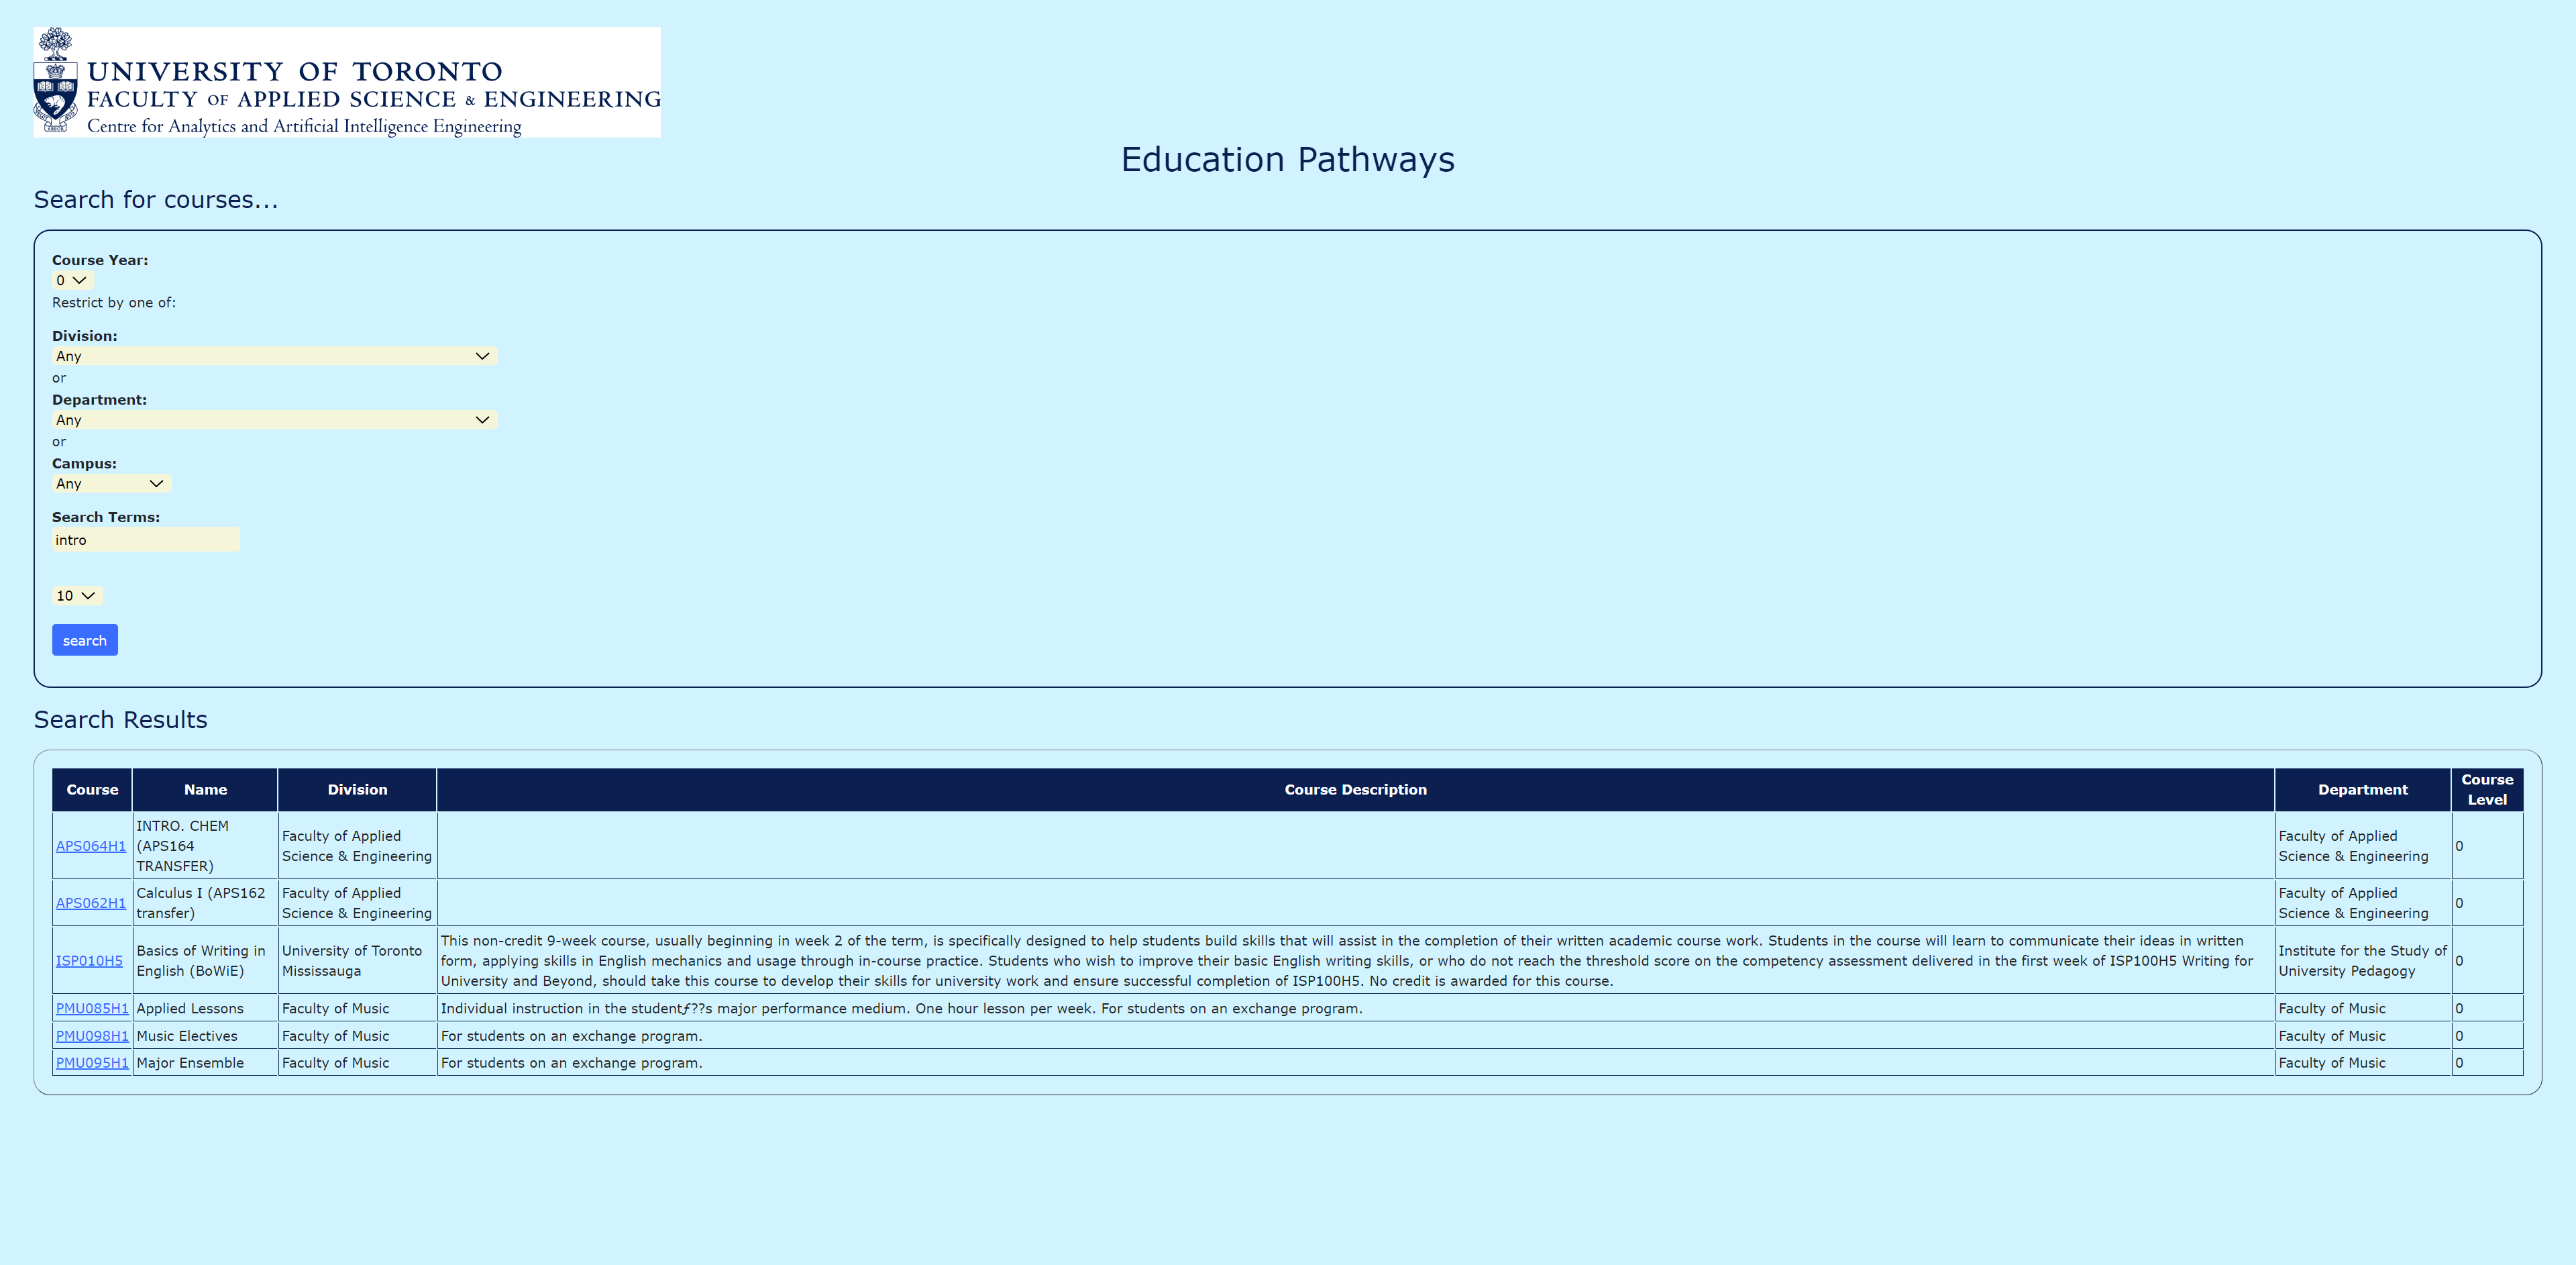 UNIVERSITY OF TORONTO
FACULTY OF APPLIED SCIENCE & ENGINEERING
Centre for Analytics and Artificial Intelligence Engineering
Education Pathways
Search for courses...
Course Year:
0
Restrict by one of:
Division:
Any
or
Department:
Any
or
Campus:
Any
Search Terms:
intro
10
search
Search Results
Course Name Division Course Description Department Course Level
APS064H1 INTRO. CHEM (APS164 TRANSFER) Faculty of Applied Science & Engineering Faculty of Applied Science & Engineering 0
APS062H1 Calculus I (APS162 transfer) Faculty of Applied Science & Engineering Faculty of Applied Science & Engineering 0
ISP010H5 Basics of Writing in English (BoWiE) University of Toronto Mississauga
This non-credit 9-week course, usually beginning in week 2 of the term, is specifically designed to help students build skills that will assist in the completion of their written academic course work. Students in the course will learn to communicate their ideas in written
form, applying skills in English mechanics and usage through in-course practice. Students who wish to improve their basic English writing skills, or who do not reach the threshold score on the competency assessment delivered in the first week of ISP100H5 Writing for
University and Beyond, should take this course to develop their skills for university work and ensure successful completion of ISP100H5. No credit is awarded for this course.
Institute for the Study of University Pedagogy 0
PMU085H1 Applied Lessons Faculty of Music Individual instruction in the studentƒ??s major performance medium. One hour lesson per week. For students on an exchange program. Faculty of Music 0
PMU098H1 Music Electives Faculty of Music For students on an exchange program. Faculty of Music 0
PMU095H1 Major Ensemble Faculty of Music For students on an exchange program. Faculty of Music 0